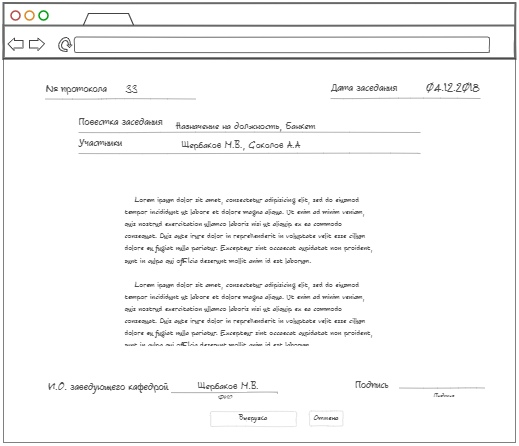 № протокола 33 Дата заседания 04.12.2018
Повестка заседания Назначение на должность, Банкет
Участники Щербаков М.В., Соколов А.А
Lorem ipsum dolor sit amet, consectetur adipisicing elit, sed do eiusmod
tempor incididunt ut labore et dolore magna aliqua. Ut enim ad minim veniam,
quis nostrud exercitation ullamco laboris nisi ut aliquip ex ea commodo
consequat. Duis aute irure dolor in reprehenderit in voluptate velit esse cillum
dolore eu fugiat nulla pariatur. Excepteur sint occaecat cupidatat non proident,
sunt in culpa qui officia deserunt mollit anim id est laborum.
Lorem ipsum dolor sit amet, consectetur adipisicing elit, sed do eiusmod
tempor incididunt ut labore et dolore magna aliqua. Ut enim ad minim veniam,
quis nostrud exercitation ullamco laboris nisi ut aliquip ex ea commodo
consequat. Duis aute irure dolor in reprehenderit in voluptate velit esse cillum
dolore eu fugiat nulla pariatur. Excepteur sint occaecat cupidatat non proident,
sunt in culpa qui officia deserunt mollit anim id est laborum.
И.О. заведующего кафедрой Щербаков М.В. Подпись
ФИО Подпись
Выгрузка Отмена